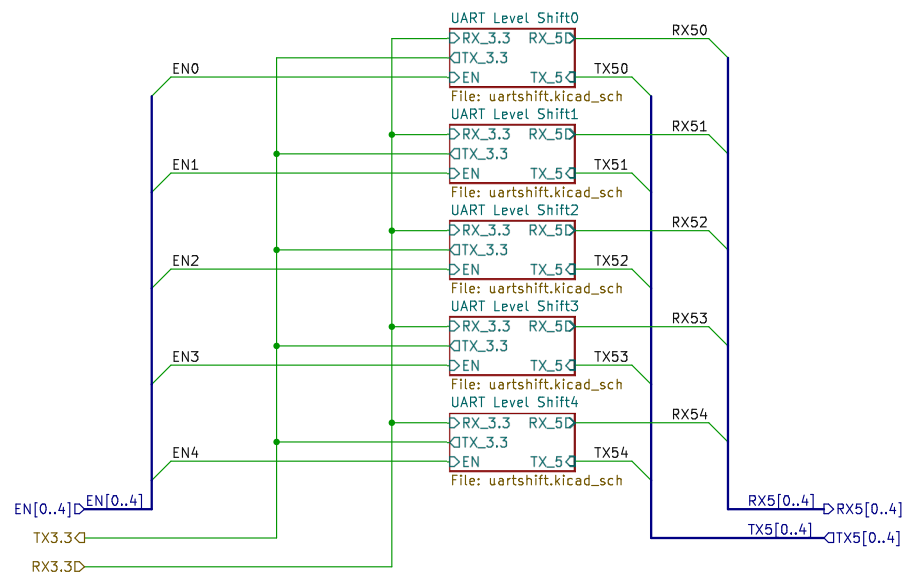 UART Level Shift0
RX_3.3 RX_5 RX50
TX_3.3
EN0 EN TX_5 TX50
File: uartshift.kicad_sch
UART Level Shift1
RX_3.3 RX_5 RX51
TX_3.3
EN1 EN TX_5 TX51
File: uartshift.kicad_sch
UART Level Shift2
RX_3.3 RX_5 RX52
TX_3.3
EN2 EN TX_5 TX52
File: uartshift.kicad_sch
UART Level Shift3
RX_3.3 RX_5 RX53
TX_3.3
EN3 EN TX_5 TX53
File: uartshift.kicad_sch
UART Level Shift4
RX_3.3 RX_5 RX54
TX_3.3
EN4 EN TX_5 TX54
File: uartshift.kicad_sch
EN[0..4] EN[0..4] RX5[0..4] RX5[0..4]
TX3.3 TX5[0..4] TX5[0..4]
RX3.3